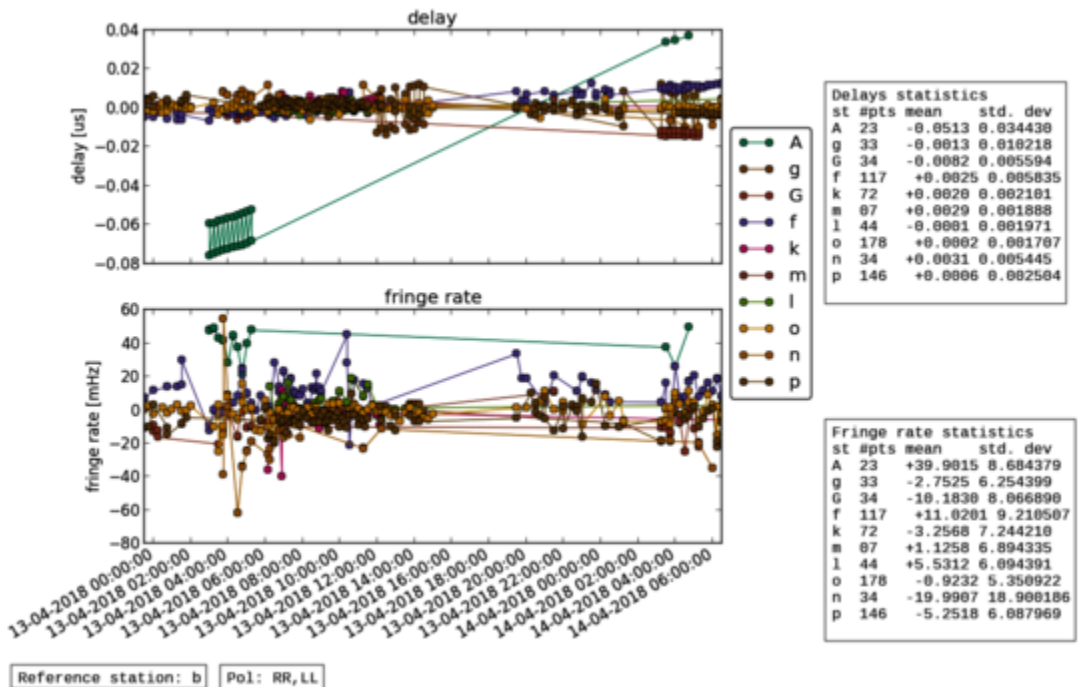 delay
0.04
0.02
0.00
−0.02
−0.04
−0.06
−0.08
delay [us]
fringe rate
60
40
20
0
−20
−40
−60
−80
fringe rate [mHz]
13-04-2018 00:00:00
13-04-2018 02:00:00
13-04-2018 04:00:00
13-04-2018 06:00:00
13-04-2018 08:00:00
13-04-2018 10:00:00
13-04-2018 12:00:00
13-04-2018 14:00:00
13-04-2018 16:00:00
13-04-2018 18:00:00
13-04-2018 20:00:00
13-04-2018 22:00:00
14-04-2018 00:00:00
14-04-2018 02:00:00
14-04-2018 04:00:00
14-04-2018 06:00:00
A
g
G
f
k
m
l
o
n
p
Delays statistics
st #pts mean std. dev
A 23 -0.0513 0.034430
g 33 -0.0013 0.010218
G 34 -0.0082 0.005594
f 117 +0.0025 0.005835
k 72 +0.0020 0.002101
m 07 +0.0029 0.001888
l 44 -0.0001 0.001971
o 178 +0.0002 0.001707
n 34 +0.0031 0.005445
p 146 +0.0006 0.002504
Fringe rate statistics
st #pts mean std. dev
A 23 +39.9015 8.684379
g 33 -2.7525 6.254399
G 34 -10.1830 8.066890
f 117 +11.0201 9.210507
k 72 -3.2568 7.244210
m 07 +1.1258 6.894335
l 44 +5.5312 6.094391
o 178 -0.9232 5.350922
n 34 -19.9907 18.900186
p 146 -5.2518 6.087969
Reference station: b
Pol: RR,LL